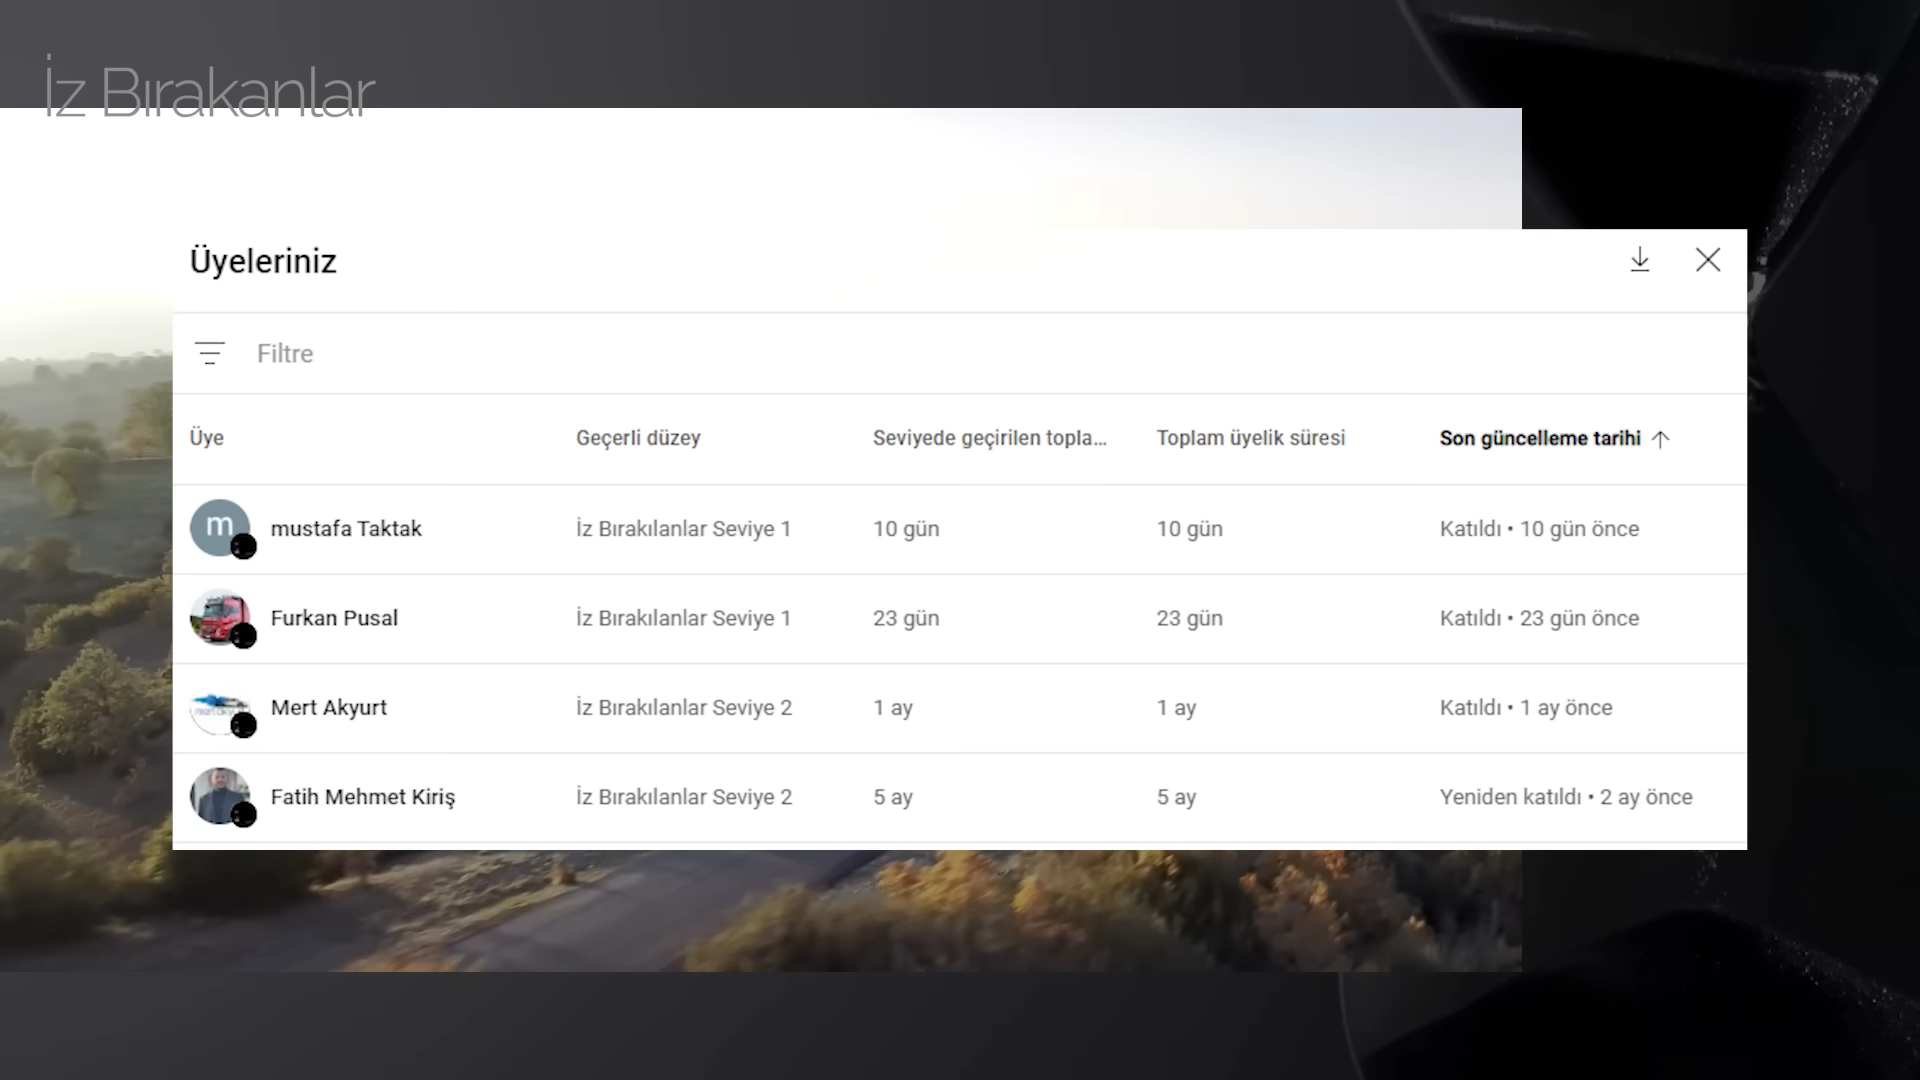 İz Bırakanlar
Üyeleriniz
Filtre
Üye Geçerli düzey Seviyede geçirilen topla... Toplam üyelik süresi Son güncelleme tarihi
m mustafa Taktak İz Bırakılanlar Seviye 1 10 gün 10 gün Katıldı • 10 gün önce
Furkan Pusal İz Bırakılanlar Seviye 1 23 gün 23 gün Katıldı • 23 gün önce
Mert Akyurt İz Bırakılanlar Seviye 2 1 ay 1 ay Katıldı • 1 ay önce
Fatih Mehmet Kiriş İz Bırakılanlar Seviye 2 5 ay 5 ay Yeniden katıldı • 2 ay önce